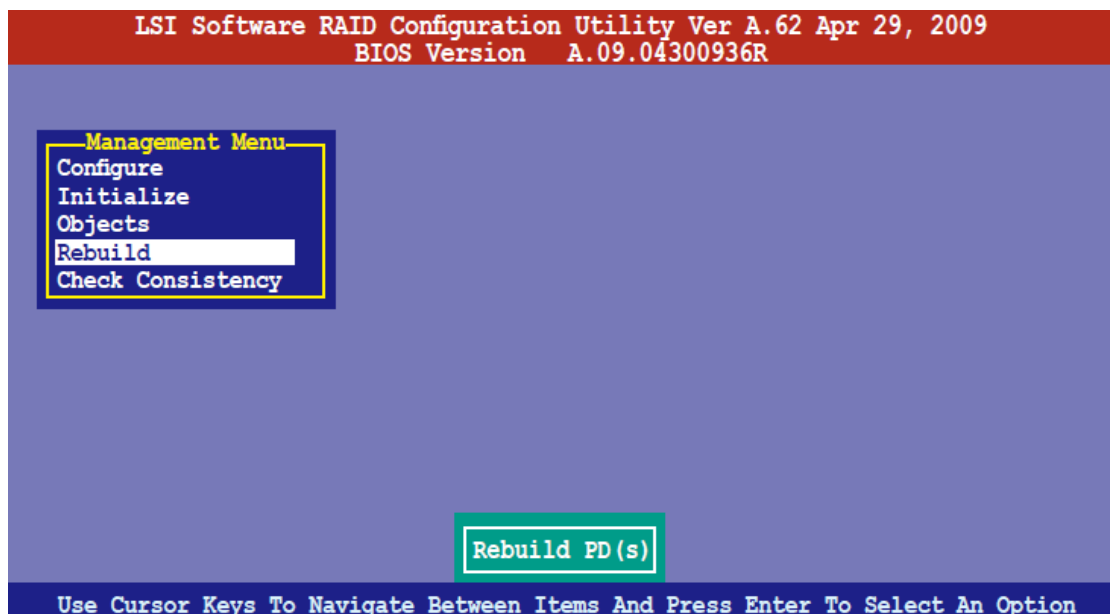 LSI Software RAID Configuration Utility Ver A.62 Apr 29, 2009
BIOS Version A.09.04300936R
Management Menu
Configure
Initialize
Objects
Rebuild
Check Consistency
Rebuild PD(s)
Use Cursor Keys To Navigate Between Items And Press Enter To Select An Option